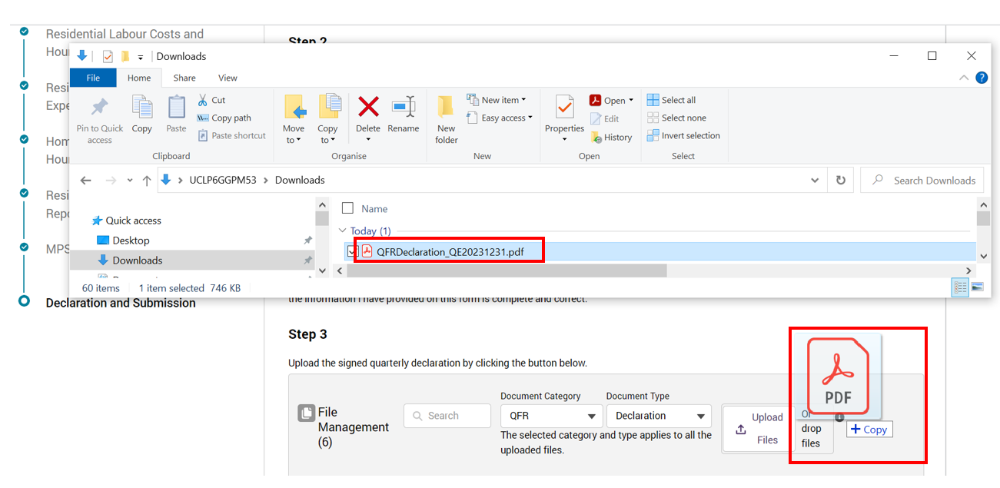 Residential Labour Costs and
Hou
Resi
Expe
Hom
Hou
Resi
Repo
MPS
Declaration and Submission
Step 2
Downloads
File
Home
Share
View
Pin to Quick
access
Copy
Paste
Cut
Copy path
Paste shortcut
Clipboard
Move
to
Copy
to
Delete
Rename
Organise
New
folder
New item
Easy access
New
Properties
Open
Edit
History
Open
Select all
Select none
Invert selection
Select
UCLP6GGPM53 > Downloads
Search Downloads
Quick access
Desktop
Downloads
Name
Today (1)
QFRDeclaration_QE20231231.pdf
60 items
1 item selected 746 KB
the information I have provided on this form is complete and correct.
Step 3
Upload the signed quarterly declaration by clicking the button below.
File
Management
(6)
Search
Document Category
QFR
Document Type
Declaration
The selected category and type applies to all the
uploaded files.
Upload
Files
Or
drop
files
PDF
+ Copy